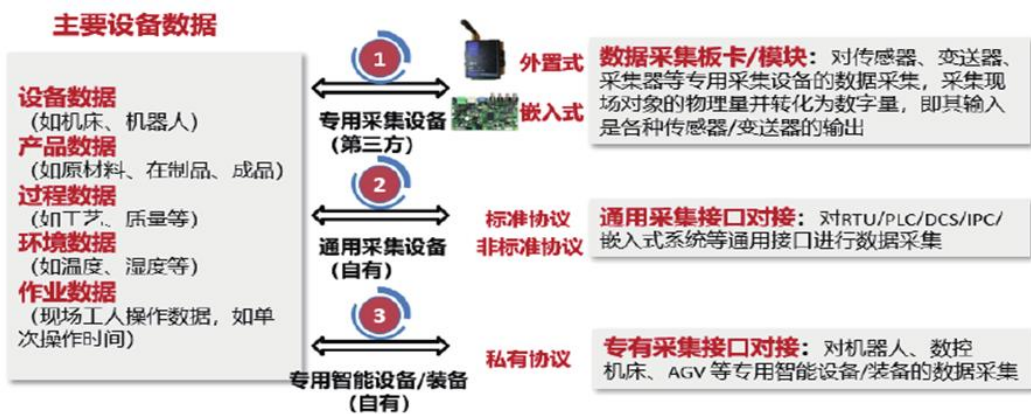 主要设备数据
设备数据
（如机床、机器人）
产品数据
（如原材料、在制品、成品）
过程数据
（如工艺、质量等）
环境数据
（如温度、湿度等）
作业数据
（现场工人操作数据，如单
次操作时间）
1
专用采集设备
（第三方）
外置式
嵌入式
数据采集板卡/模块：对传感器、变送器、
采集器等专用采集设备的数据采集，采集现
场对象的物理量并转化为数字量，即其输入
是各种传感器/变送器的输出
2
通用采集设备
（自有）
标准协议
非标准协议
通用采集接口对接：对RTU/PLC/DCS/IPC/
嵌入式系统等通用接口进行数据采集
3
专用智能设备/装备
（自有）
私有协议
专有采集接口对接：对机器人、数控
机床、AGV 等专用智能设备/装备的数据采集